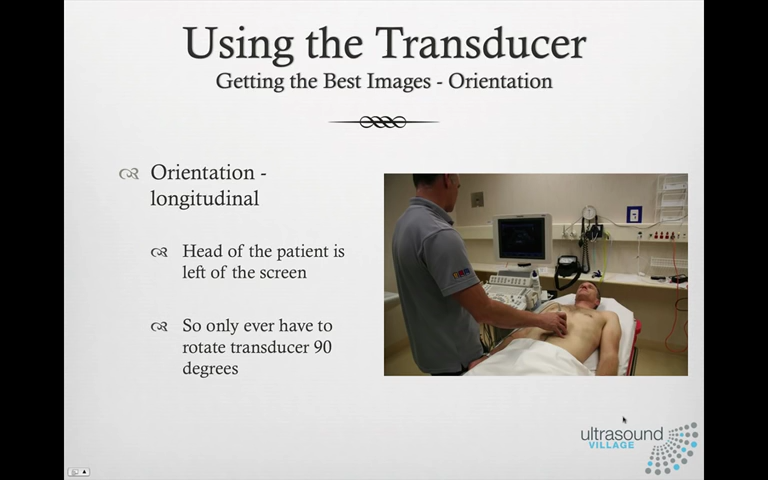 Using the Transducer
Getting the Best Images - Orientation
Orientation -
longitudinal
Head of the patient is
left of the screen
So only ever have to
rotate transducer 90
degrees
ultrasound
VILLAGE